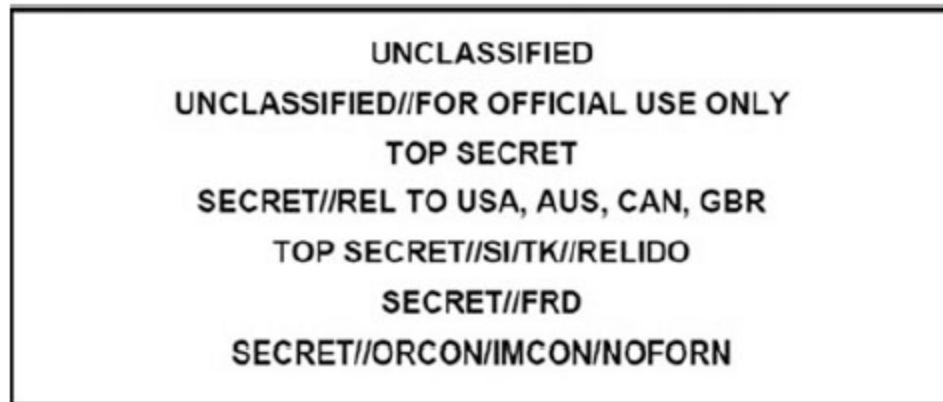 UNCLASSIFIED
UNCLASSIFIED//FOR OFFICIAL USE ONLY
TOP SECRET
SECRET//REL TO USA, AUS, CAN, GBR
TOP SECRET//SI/TK//RELIDO
SECRET//FRD
SECRET//ORCON/IMCON/NOFORN